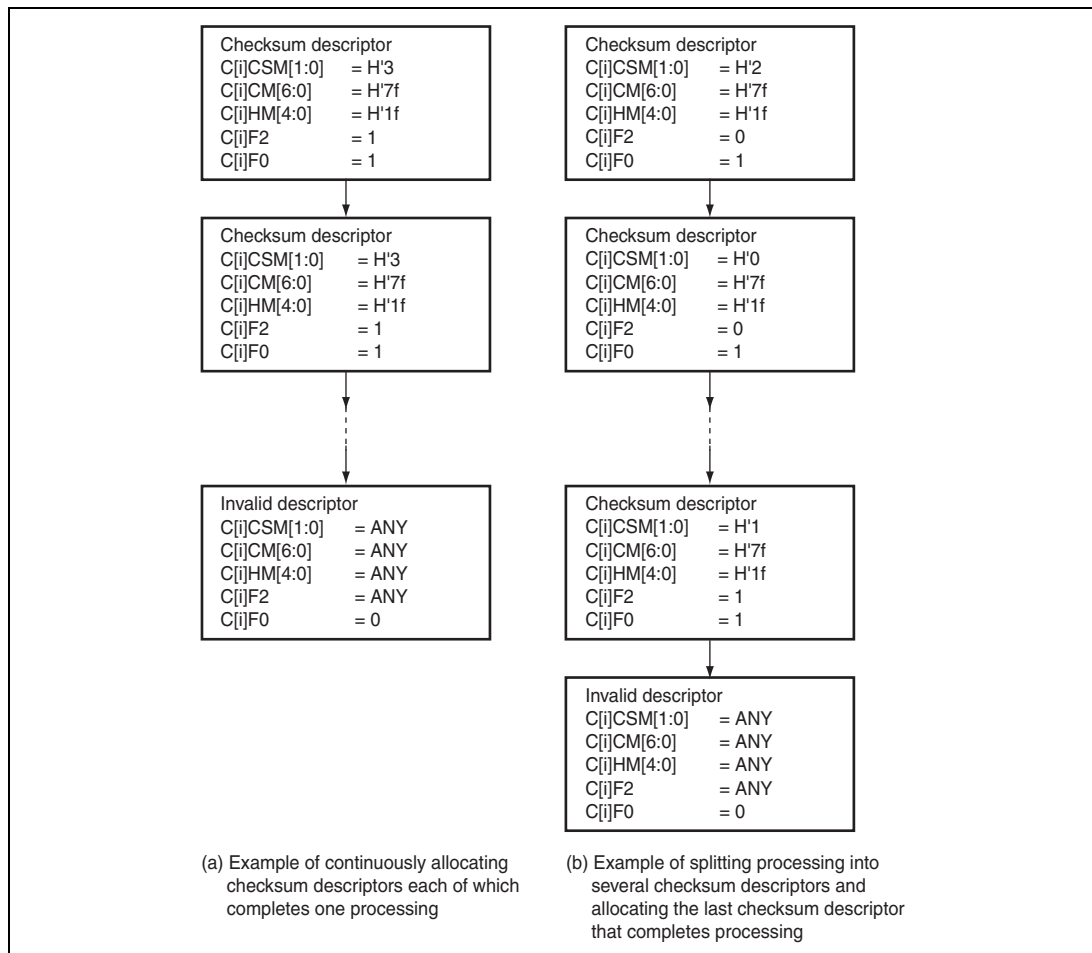 Checksum descriptor
C[i]CSM[1:0] = H'3
C[i]CM[6:0] = H'7f
C[i]HM[4:0] = H'1f
C[i]F2 = 1
C[i]F0 = 1
Checksum descriptor
C[i]CSM[1:0] = H'3
C[i]CM[6:0] = H'7f
C[i]HM[4:0] = H'1f
C[i]F2 = 1
C[i]F0 = 1
Invalid descriptor
C[i]CSM[1:0] = ANY
C[i]CM[6:0] = ANY
C[i]HM[4:0] = ANY
C[i]F2 = ANY
C[i]F0 = 0
(a) Example of continuously allocating
checksum descriptors each of which
completes one processing
Checksum descriptor
C[i]CSM[1:0] = H'2
C[i]CM[6:0] = H'7f
C[i]HM[4:0] = H'1f
C[i]F2 = 0
C[i]F0 = 1
Checksum descriptor
C[i]CSM[1:0] = H'0
C[i]CM[6:0] = H'7f
C[i]HM[4:0] = H'1f
C[i]F2 = 0
C[i]F0 = 1
Checksum descriptor
C[i]CSM[1:0] = H'1
C[i]CM[6:0] = H'7f
C[i]HM[4:0] = H'1f
C[i]F2 = 1
C[i]F0 = 1
Invalid descriptor
C[i]CSM[1:0] = ANY
C[i]CM[6:0] = ANY
C[i]HM[4:0] = ANY
C[i]F2 = ANY
C[i]F0 = 0
(b) Example of splitting processing into
several checksum descriptors and
allocating the last checksum descriptor
that completes processing